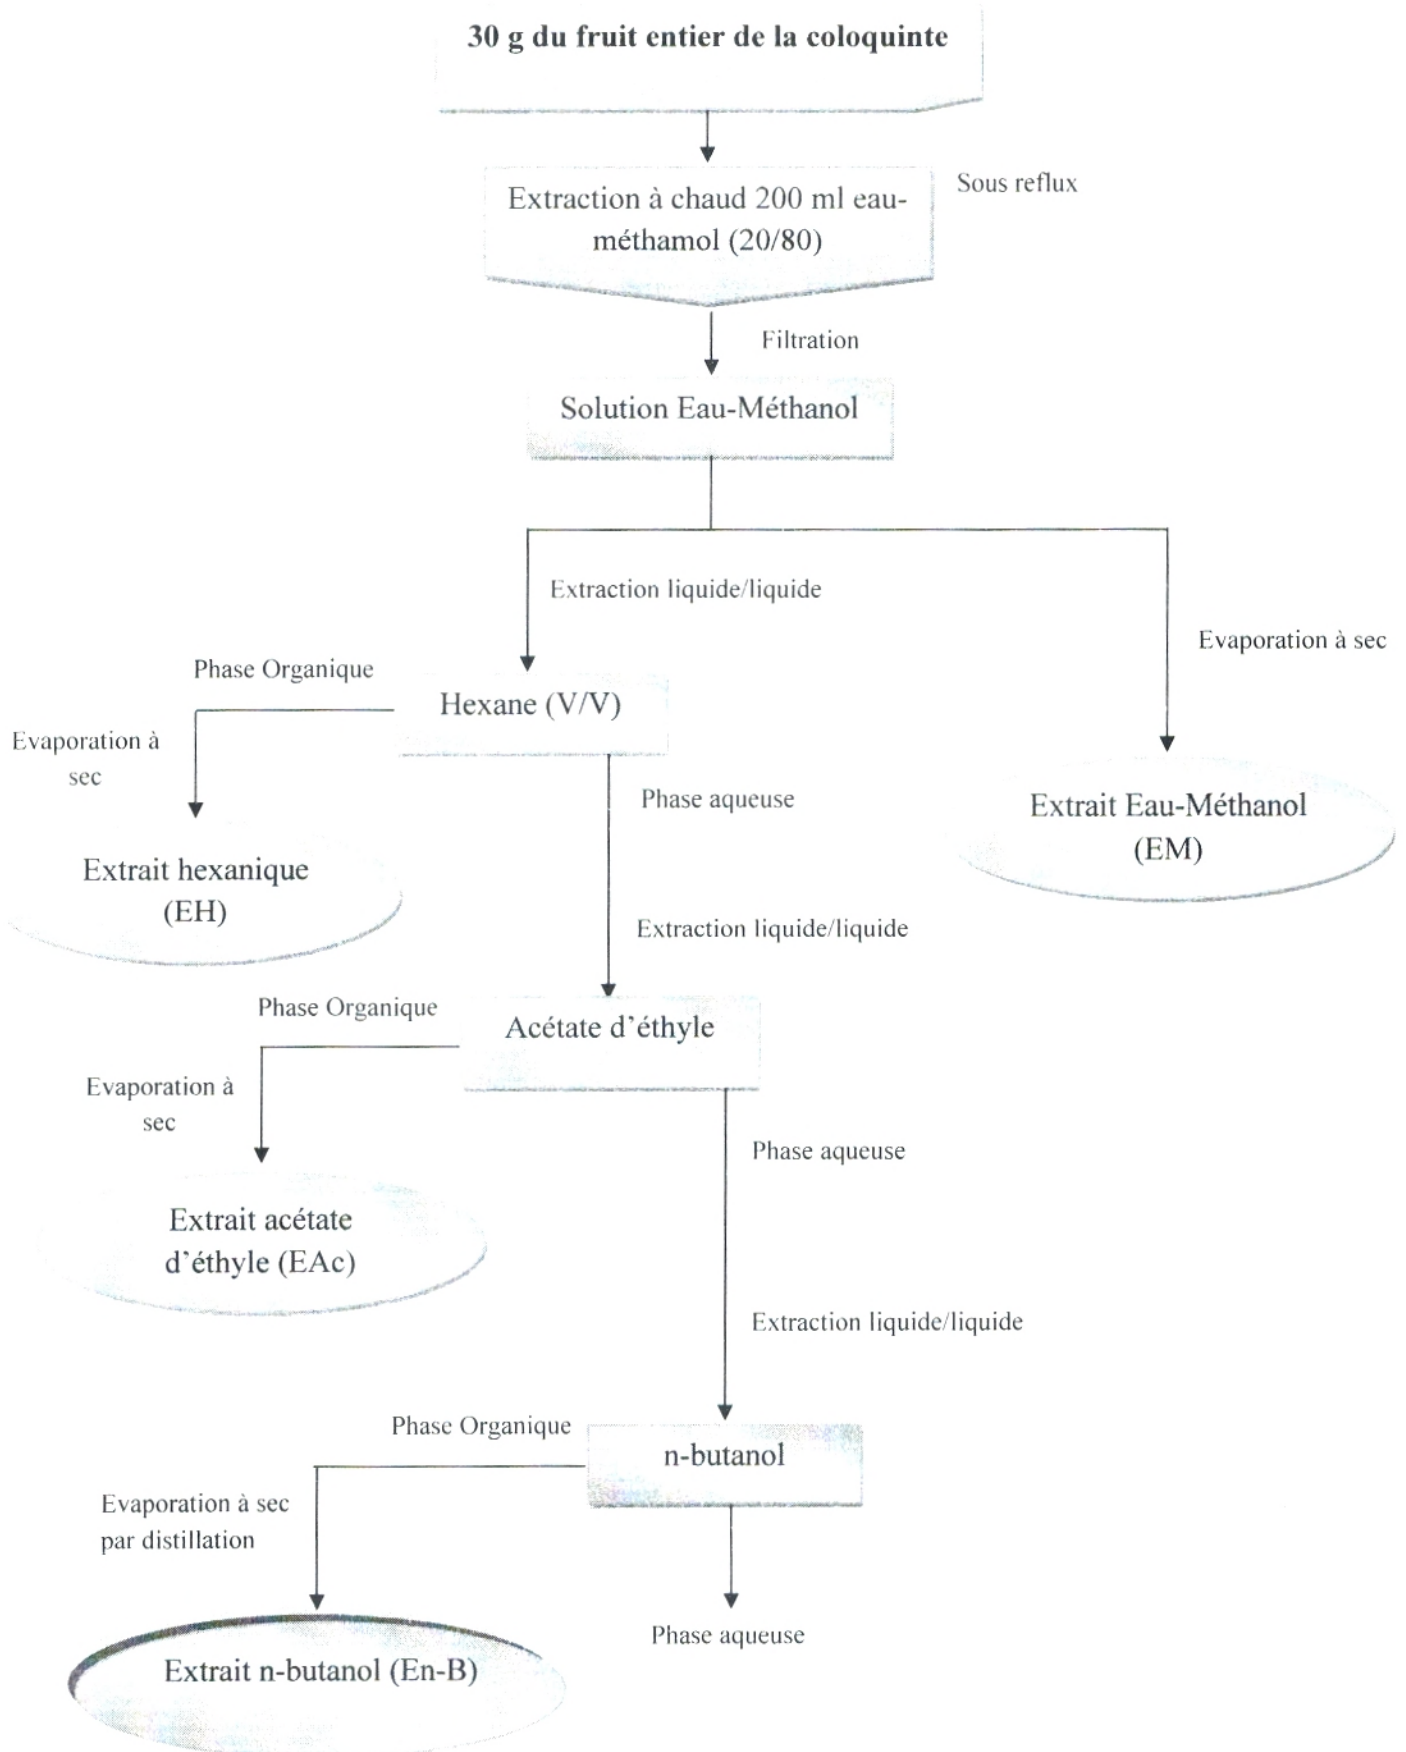 30 g du fruit entier de la coloquinte
Extraction à chaud 200 ml eau-
méthamol (20/80)
Sous reflux
Filtration
Solution Eau-Méthanol
Extraction liquide/liquide
Evaporation à sec
Phase Organique
Hexane (V/V)
Evaporation à
sec
Phase aqueuse
Extrait Eau-Méthanol
(EM)
Extrait hexanique
(EH)
Extraction liquide/liquide
Phase Organique
Acétate d’éthyle
Evaporation à
sec
Phase aqueuse
Extrait acétate
d’éthyle (EAc)
Extraction liquide/liquide
Phase Organique
n-butanol
Evaporation à sec
par distillation
Phase aqueuse
Extrait n-butanol (En-B)